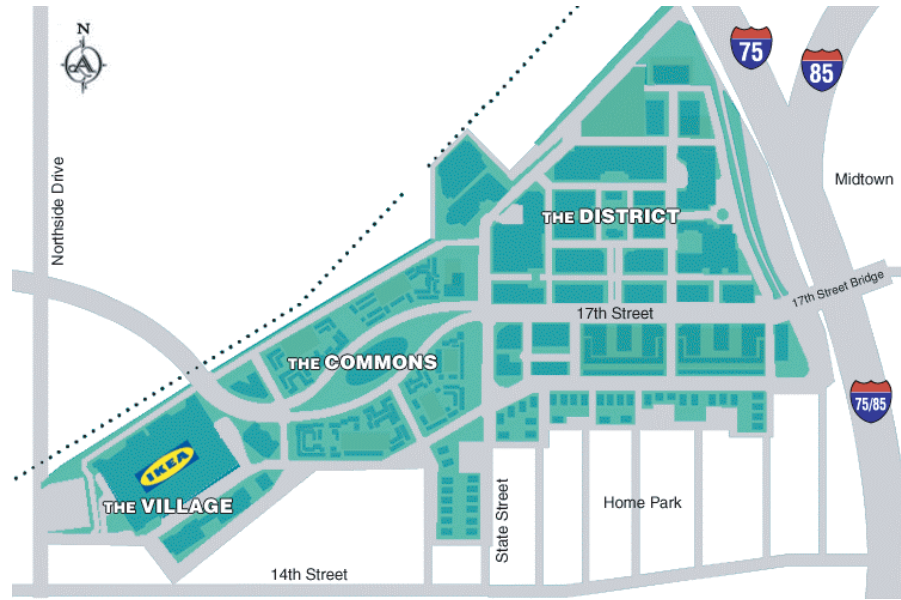 N
A
75
85
Northside Drive
Midtown
THE DISTRICT
17th Street Bridge
17th Street
THE COMMONS
75/85
IKEA
THE VILLAGE
State Street
Home Park
14th Street